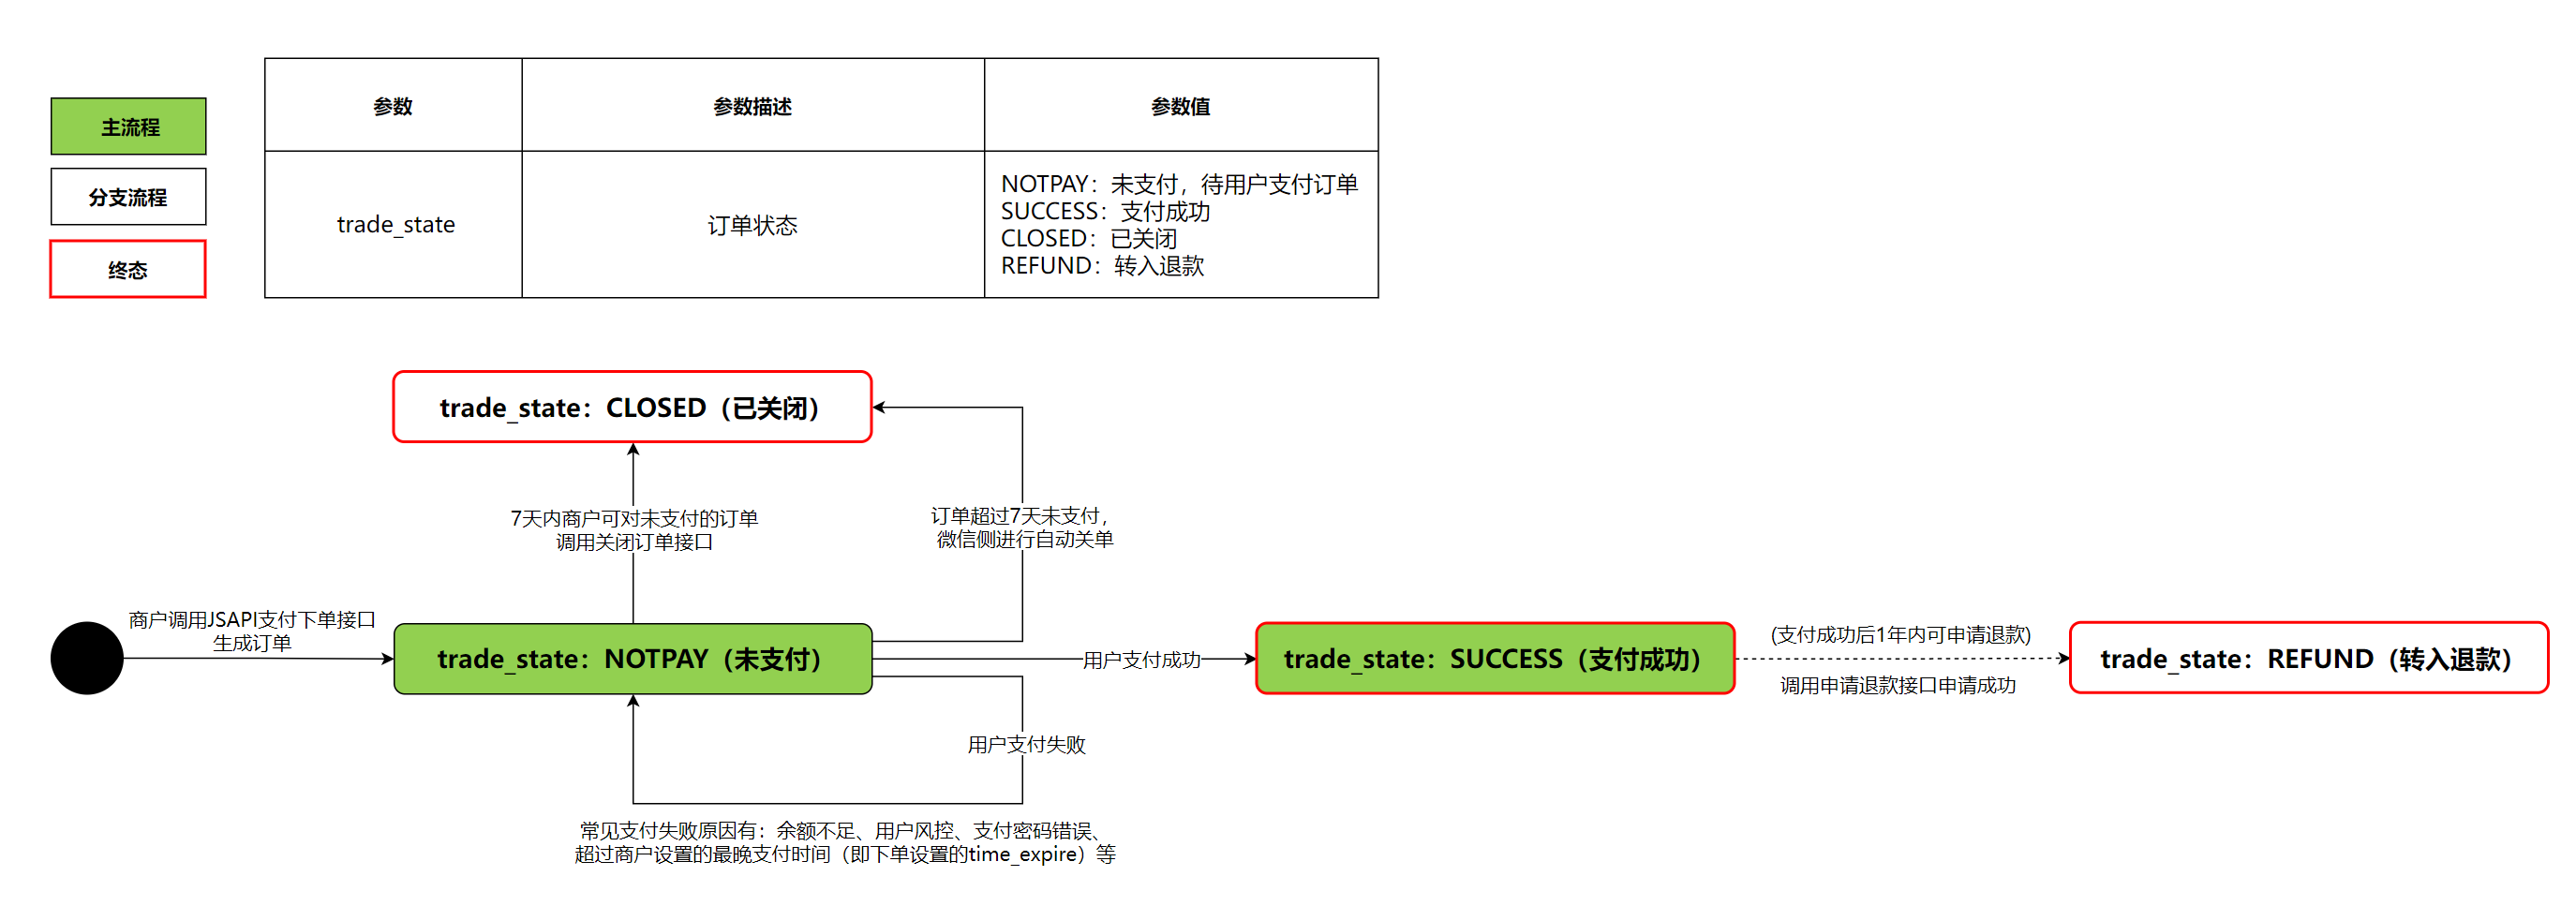 主流程
分支流程
终态
参数
参数描述
参数值
trade_state
订单状态
NOTPAY：未支付，待用户支付订单
SUCCESS：支付成功
CLOSED：已关闭
REFUND：转入退款
trade_state：CLOSED（已关闭）
7天内商户可对未支付的订单
调用关闭订单接口
订单超过7天未支付，
微信侧进行自动关单
商户调用JSAPI支付下单接口
生成订单
trade_state：NOTPAY（未支付）
用户支付成功
trade_state：SUCCESS（支付成功）
(支付成功后1年内可申请退款)
调用申请退款接口申请成功
trade_state：REFUND（转入退款）
用户支付失败
常见支付失败原因有：余额不足、用户风控、支付密码错误、
超过商户设置的最晚支付时间（即下单设置的time_expire）等